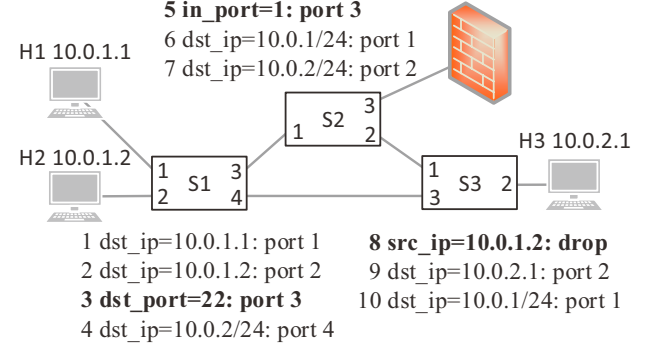 5 in_port=1: port 3
6 dst_ip=10.0.1/24: port 1
7 dst_ip=10.0.2/24: port 2
H1 10.0.1.1
H2 10.0.1.2
H3 10.0.2.1
1 S2 3
2
1 S1 3
2 4
1 S3 2
3
1 dst_ip=10.0.1.1: port 1
2 dst_ip=10.0.1.2: port 2
3 dst_port=22: port 3
4 dst_ip=10.0.2/24: port 4
8 src_ip=10.0.1.2: drop
9 dst_ip=10.0.2.1: port 2
10 dst_ip=10.0.1/24: port 1